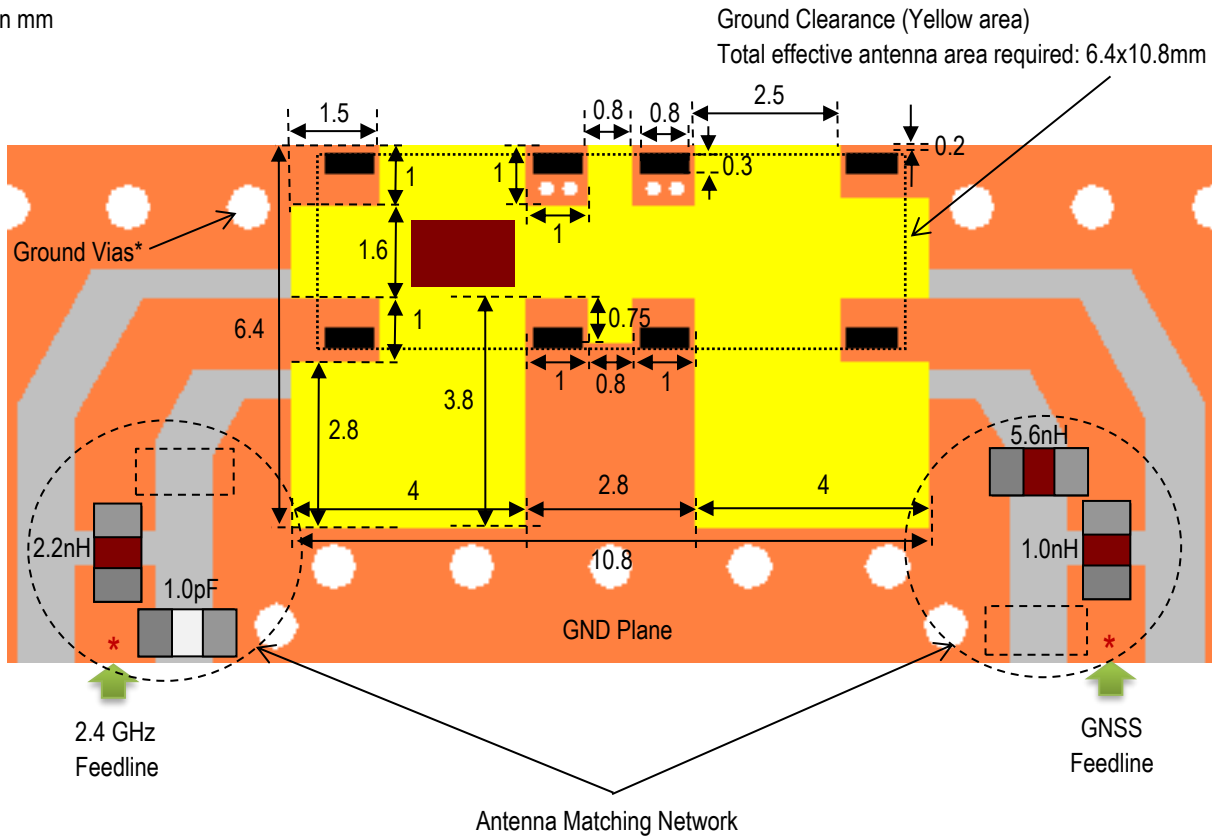 n mm
Ground Clearance (Yellow area)
Total effective antenna area required: 6.4x10.8mm
1.5
0.8
0.8
2.5
0.2
1
1
0.3
1
Ground Vias*
1.6
6.4
1
0.75
1
0.8
1
3.8
2.8
5.6nH
4
2.8
4
2.2nH
1.0nH
10.8
1.0pF
GND Plane
*
*
2.4 GHz
Feedline
GNSS
Feedline
Antenna Matching Network